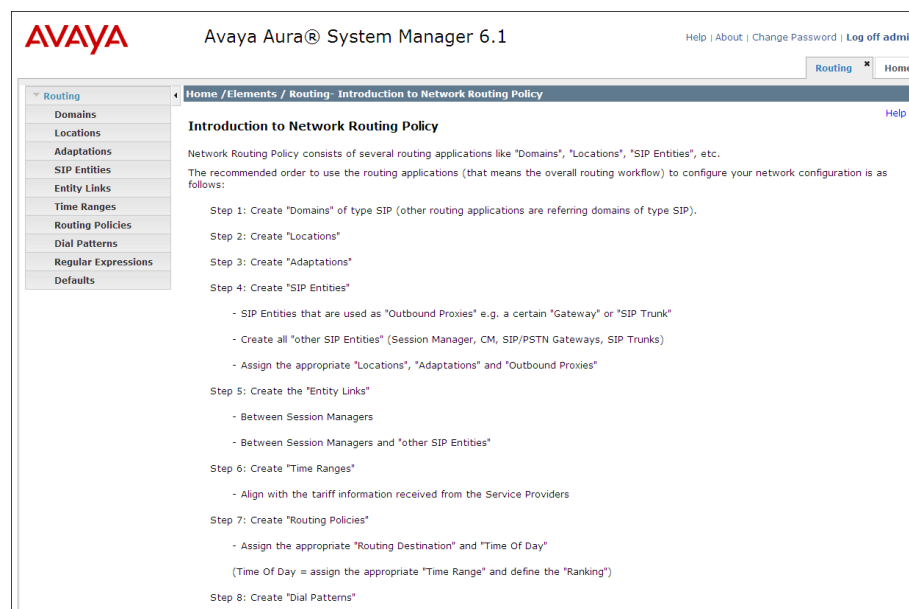 AVAYA
Avaya Aura® System Manager 6.1
Help | About | Change Password | Log off admi
Routing ✖ Home
Routing
Domains
Locations
Adaptations
SIP Entities
Entity Links
Time Ranges
Routing Policies
Dial Patterns
Regular Expressions
Defaults
Home /Elements / Routing- Introduction to Network Routing Policy
Help
Introduction to Network Routing Policy
Network Routing Policy consists of several routing applications like "Domains", "Locations", "SIP Entities", etc.
The recommended order to use the routing applications (that means the overall routing workflow) to configure your network configuration is as
follows:
Step 1: Create "Domains" of type SIP (other routing applications are referring domains of type SIP).
Step 2: Create "Locations"
Step 3: Create "Adaptations"
Step 4: Create "SIP Entities"
- SIP Entities that are used as "Outbound Proxies" e.g. a certain "Gateway" or "SIP Trunk"
- Create all "other SIP Entities" (Session Manager, CM, SIP/PSTN Gateways, SIP Trunks)
- Assign the appropriate "Locations", "Adaptations" and "Outbound Proxies"
Step 5: Create the "Entity Links"
- Between Session Managers
- Between Session Managers and "other SIP Entities"
Step 6: Create "Time Ranges"
- Align with the tariff information received from the Service Providers
Step 7: Create "Routing Policies"
- Assign the appropriate "Routing Destination" and "Time Of Day"
(Time Of Day = assign the appropriate "Time Range" and define the "Ranking")
Step 8: Create "Dial Patterns"